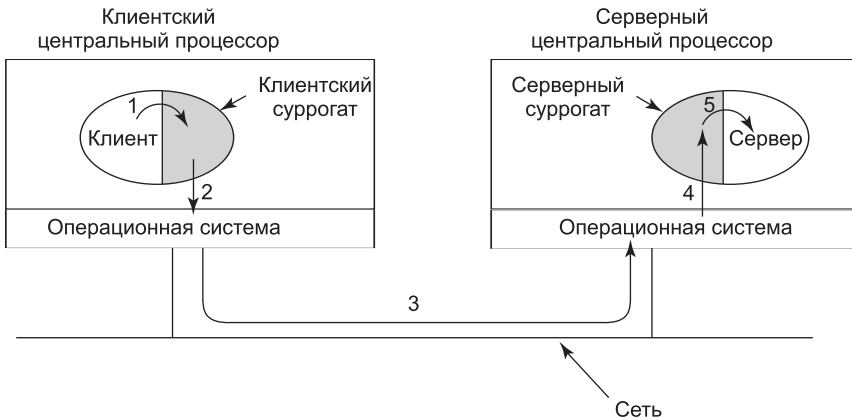 Клиентский
центральный процессор
Серверный
центральный процессор
1
Клиент
Клиентский
суррогат
2
Операционная система
Серверный
суррогат
5
Сервер
4
Операционная система
3
Сеть